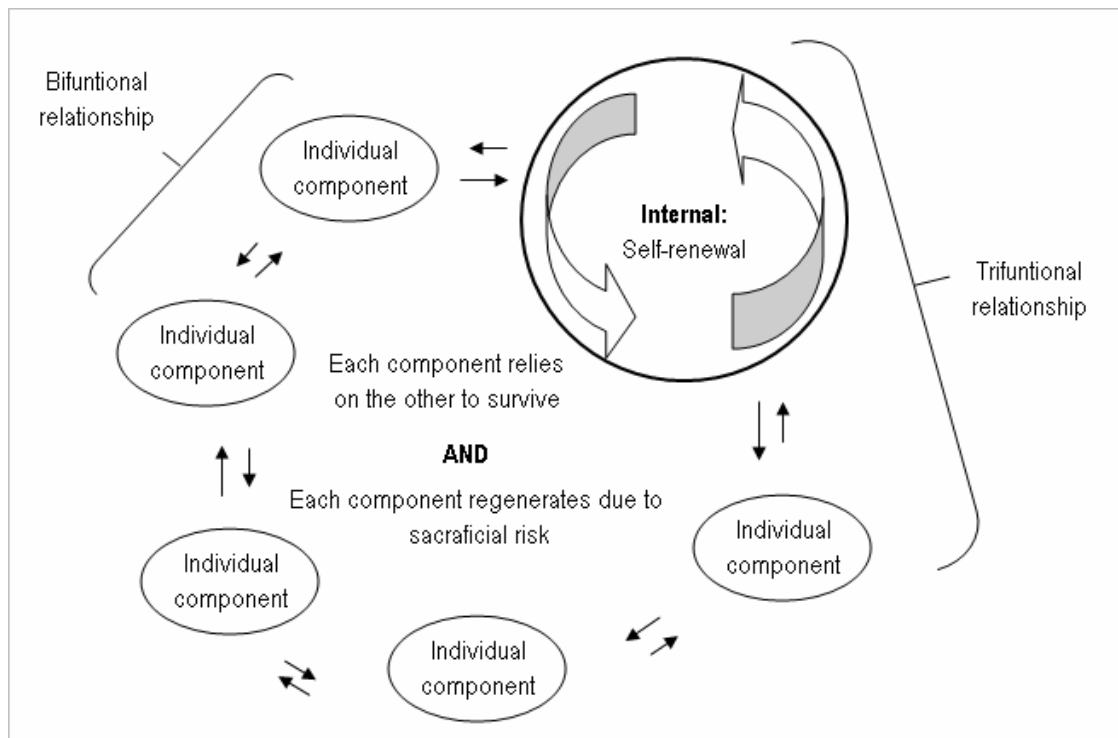 Bifuntional
relationship
Individual
component
Internal:
Self-renewal
Trifuntional
relationship
Individual
component
Each component relies
on the other to survive
AND
Each component regenerates due to
sacraficial risk
Individual
component
Individual
component
Individual
component